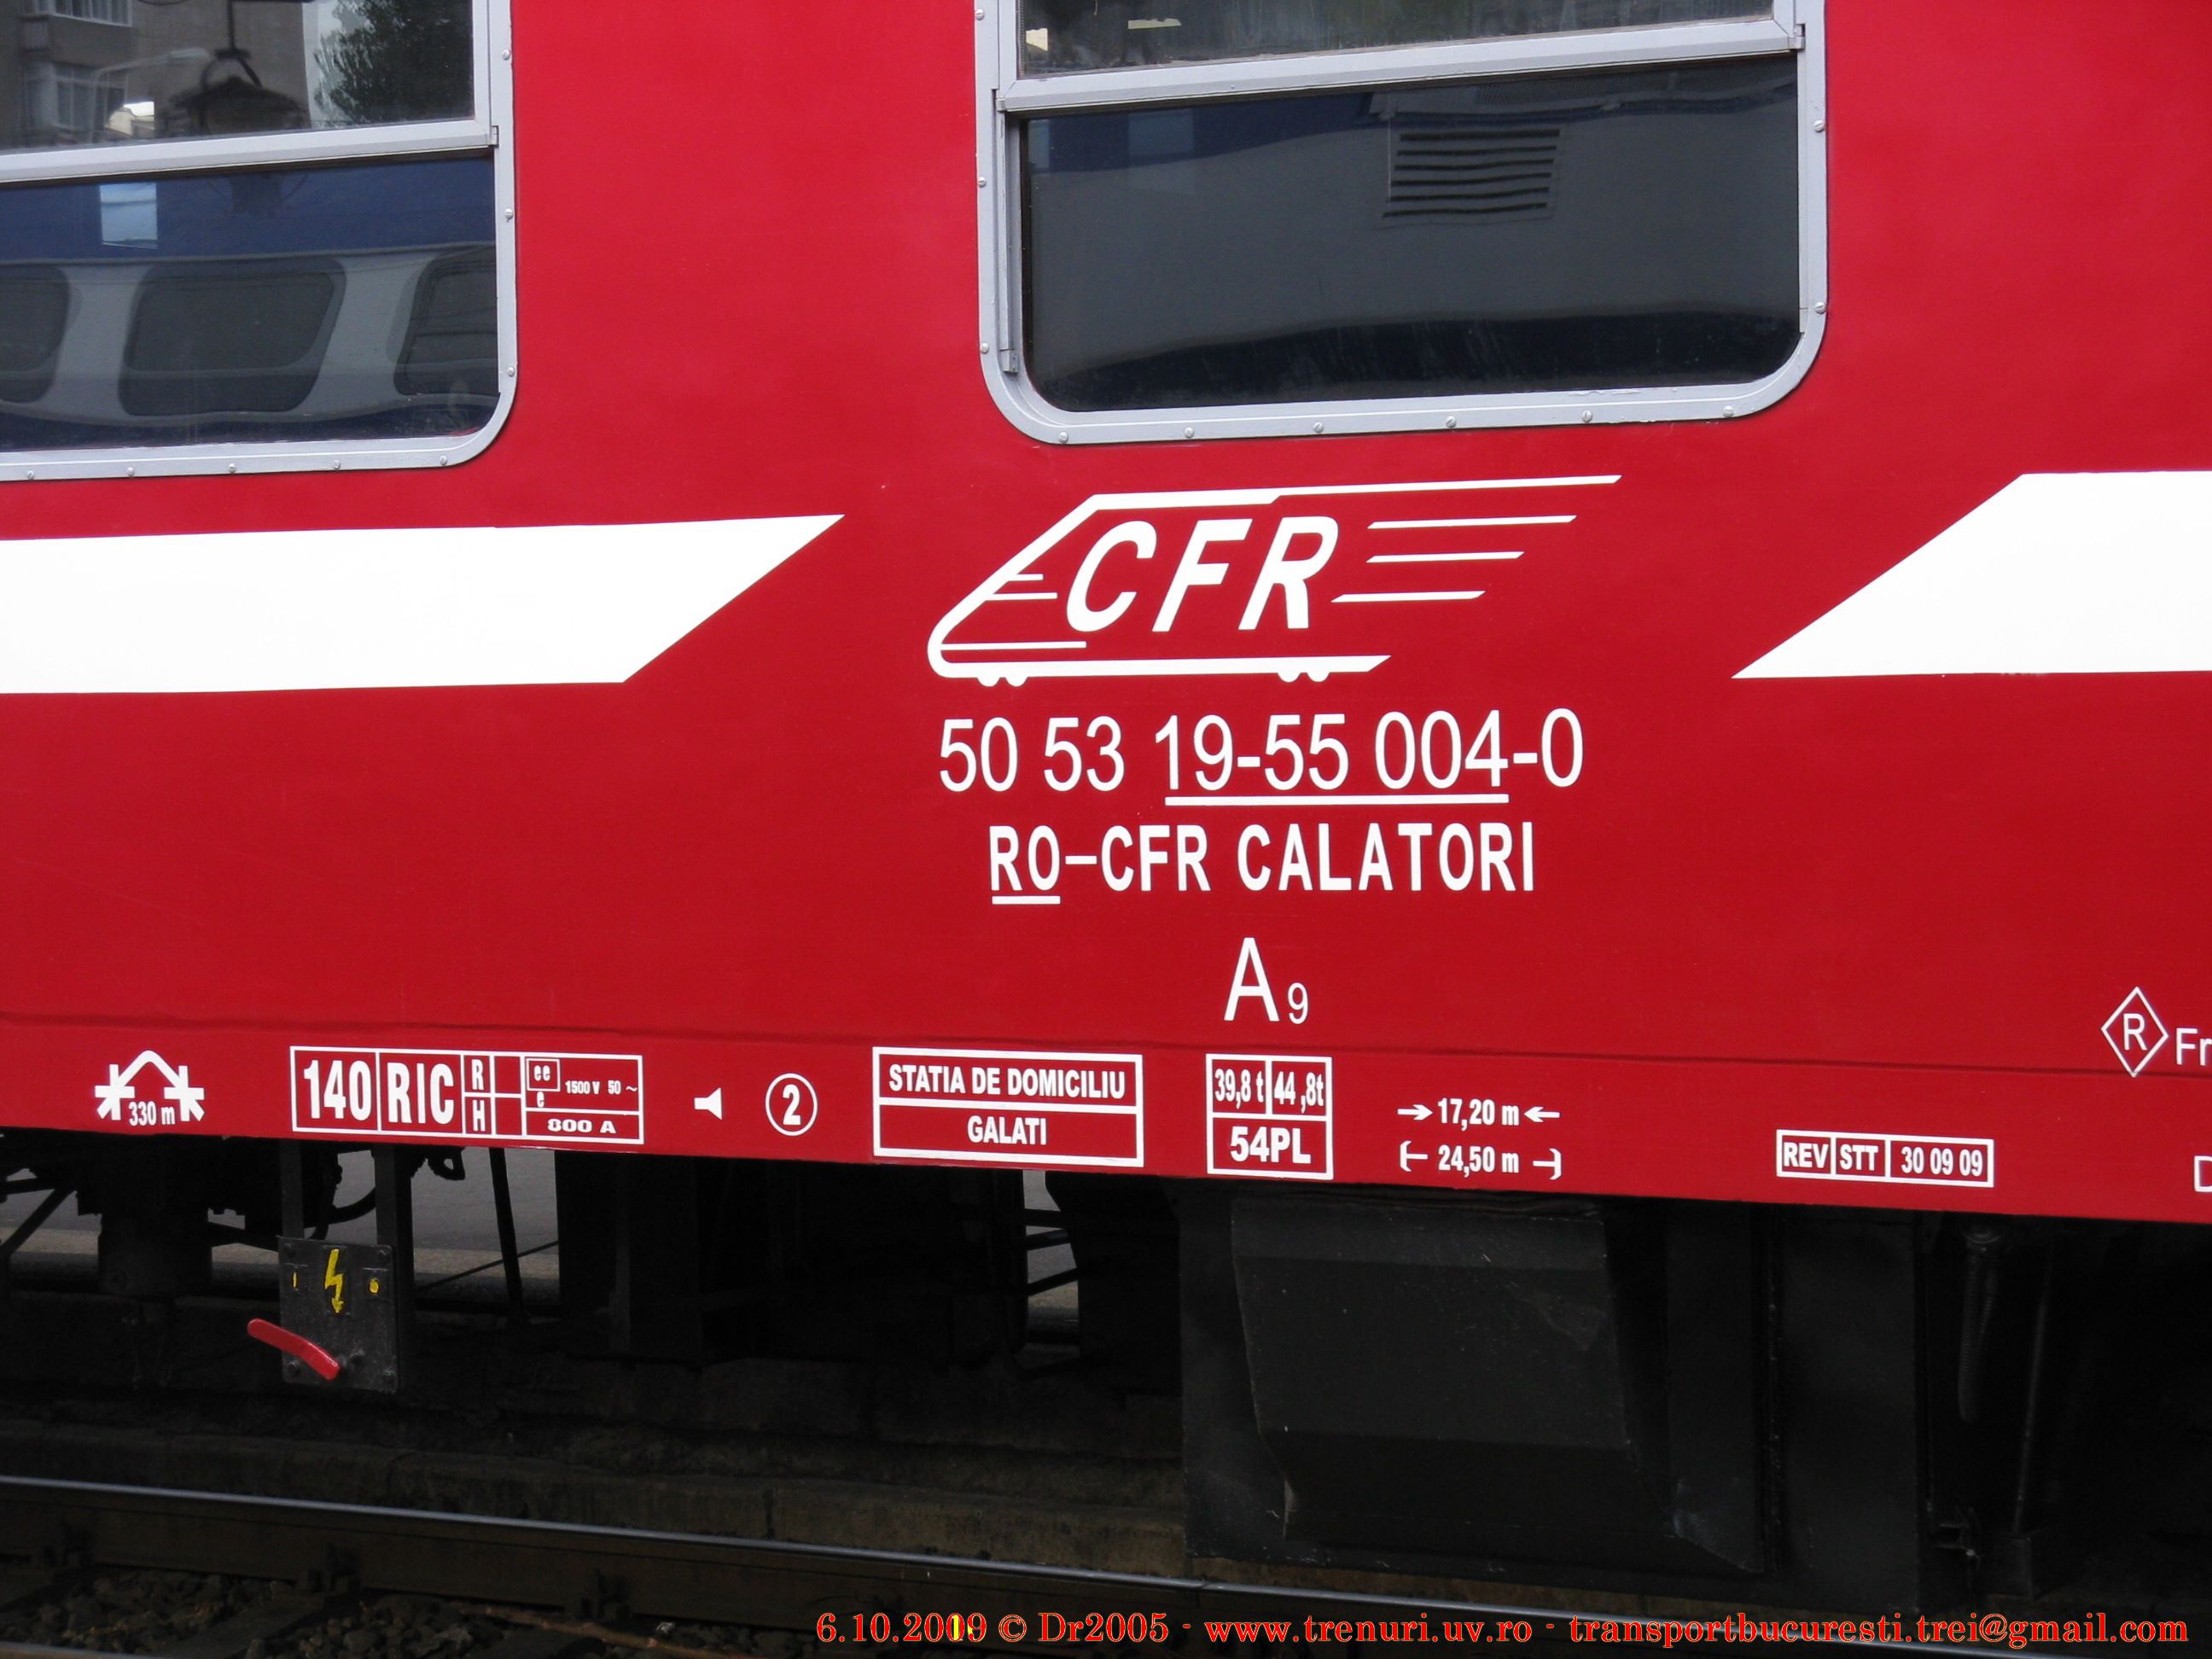 CFR
50 53 19-55 004-0
RO-CFR CALATORI
A 9
R Fr
330 m
140 RIC R H ee e 1500 V 50 ~ 800 A
2
STATIA DE DOMICILIU
GALATI
39,8 t 44,8t
54PL
17,20 m
24,50 m
REV STT 30 09 09
D
6.10.2009 © Dr2005 - www.trenuri.uv.ro - transportbucuresti.trei@gmail.com